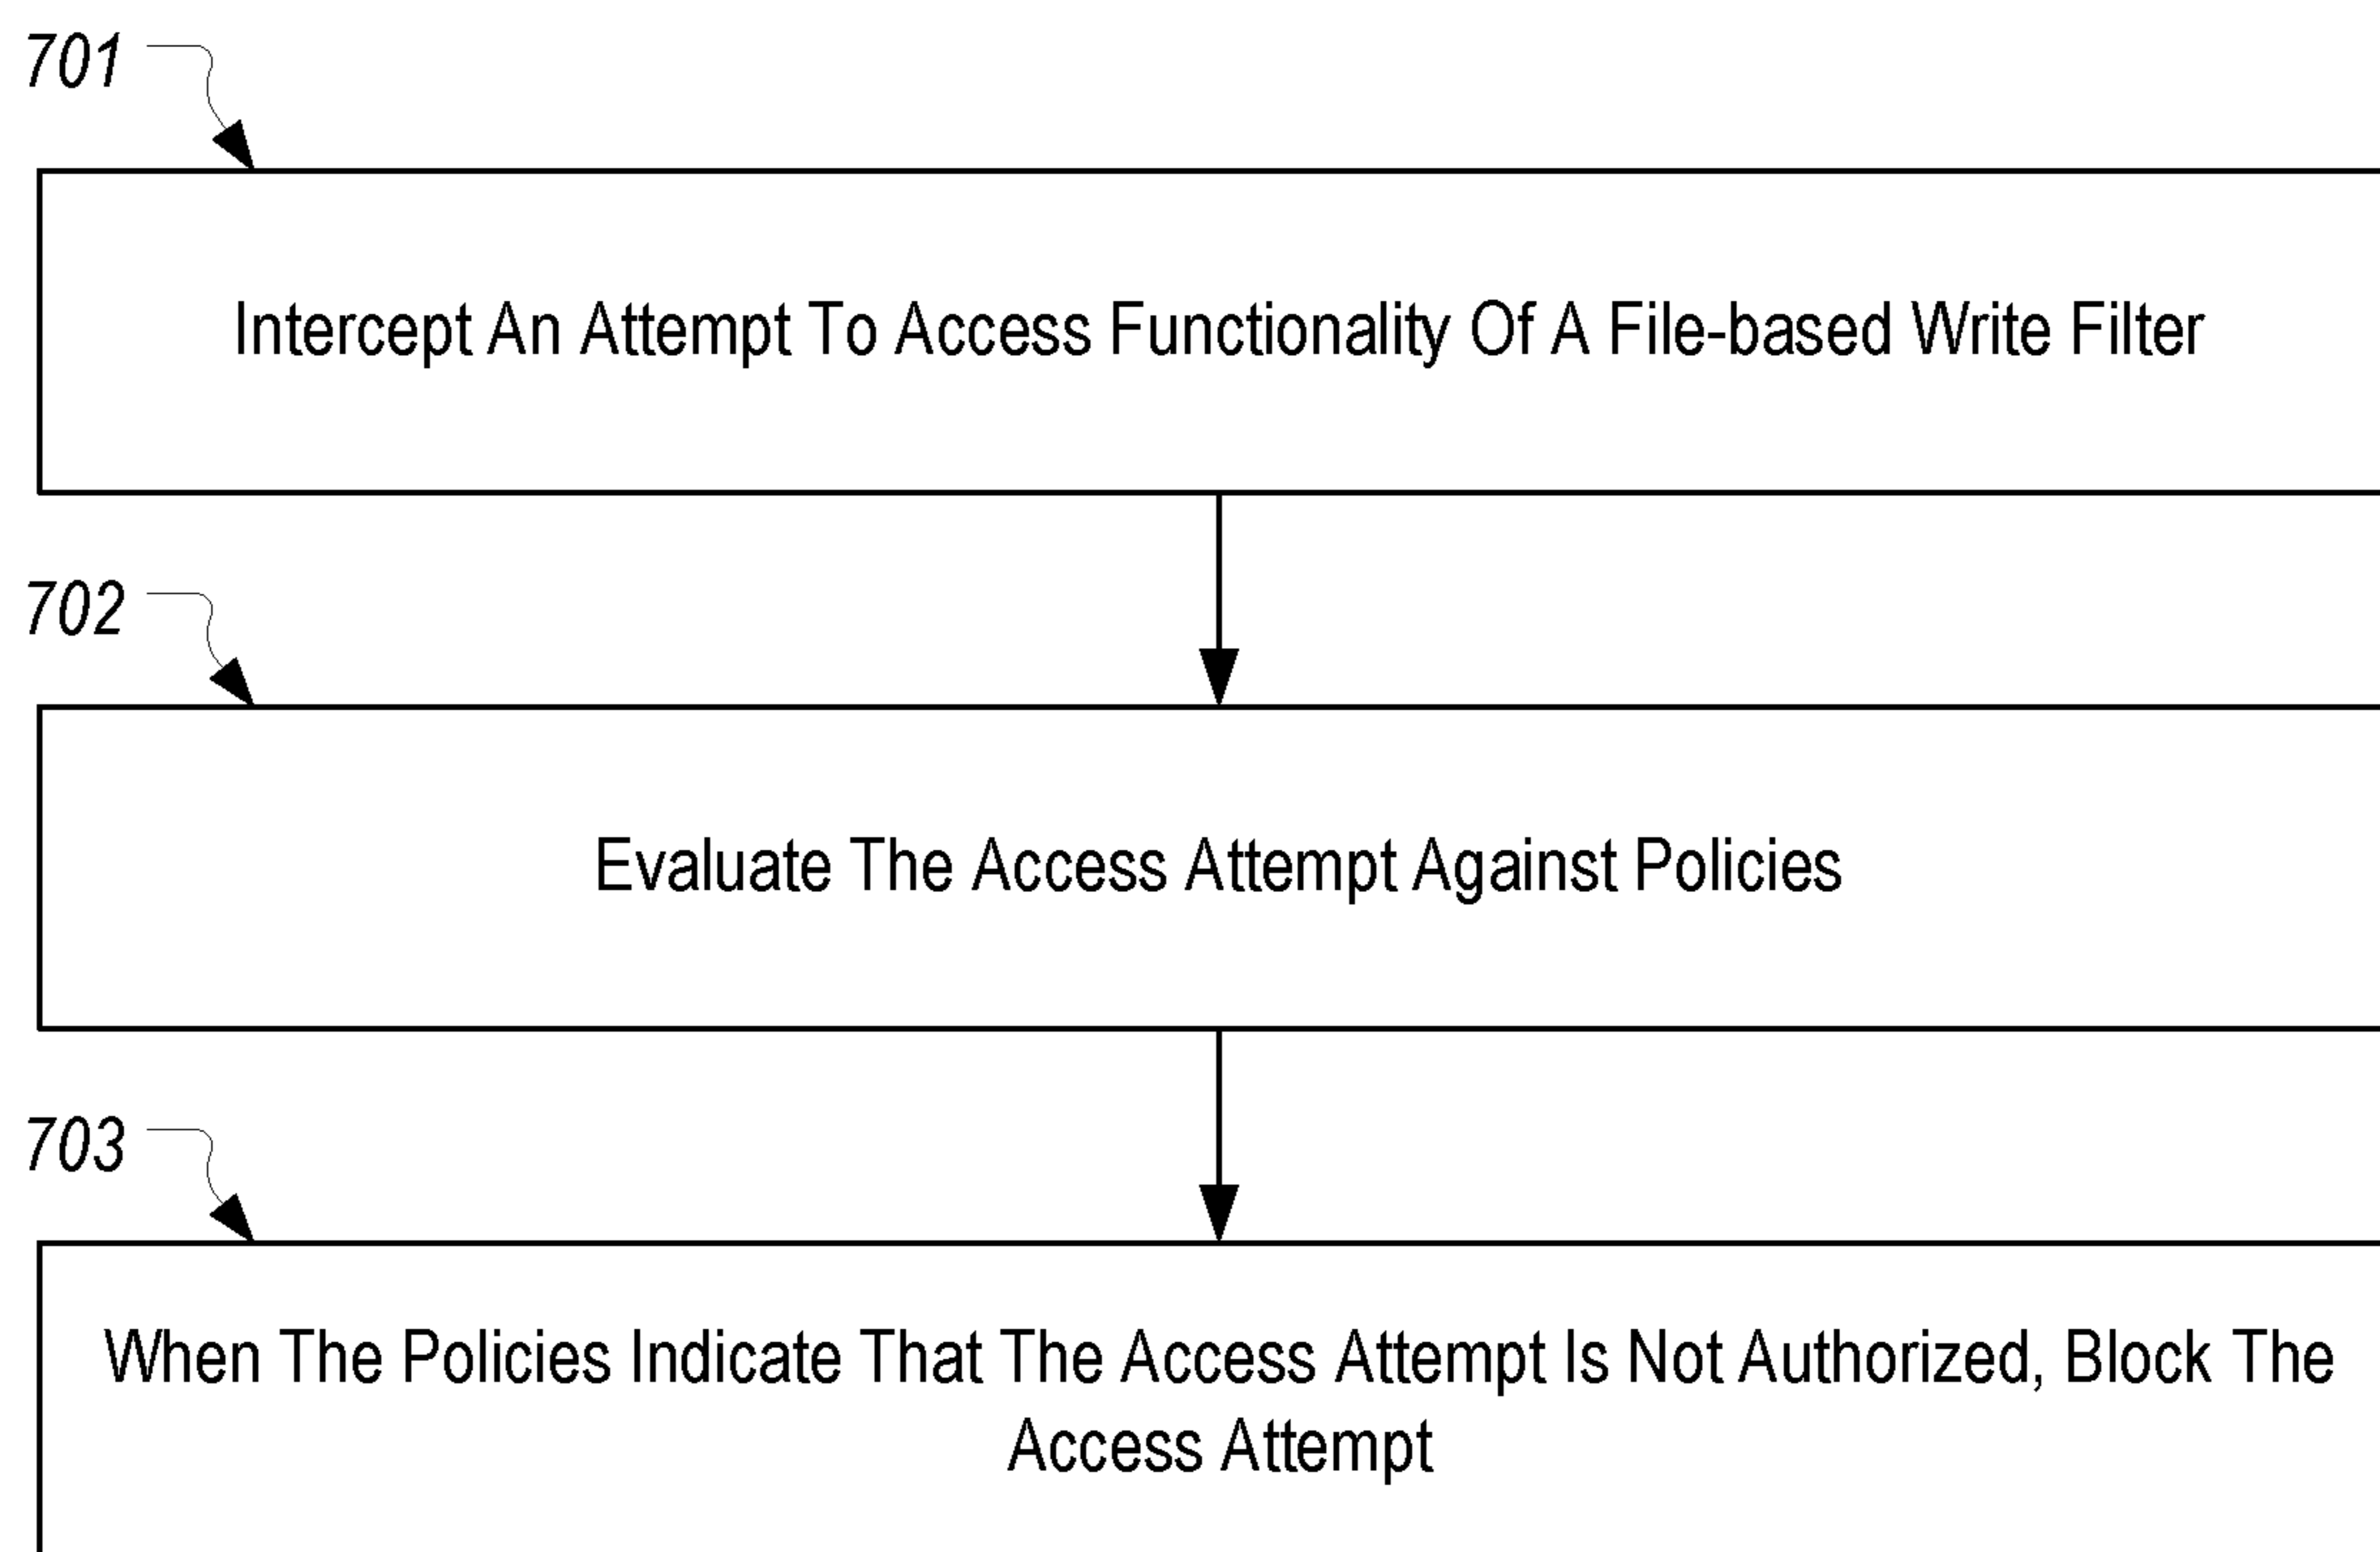 701
Intercept An Attempt To Access Functionality Of A File-based Write Filter
702
Evaluate The Access Attempt Against Policies
703
When The Policies Indicate That The Access Attempt Is Not Authorized, Block The
Access Attempt